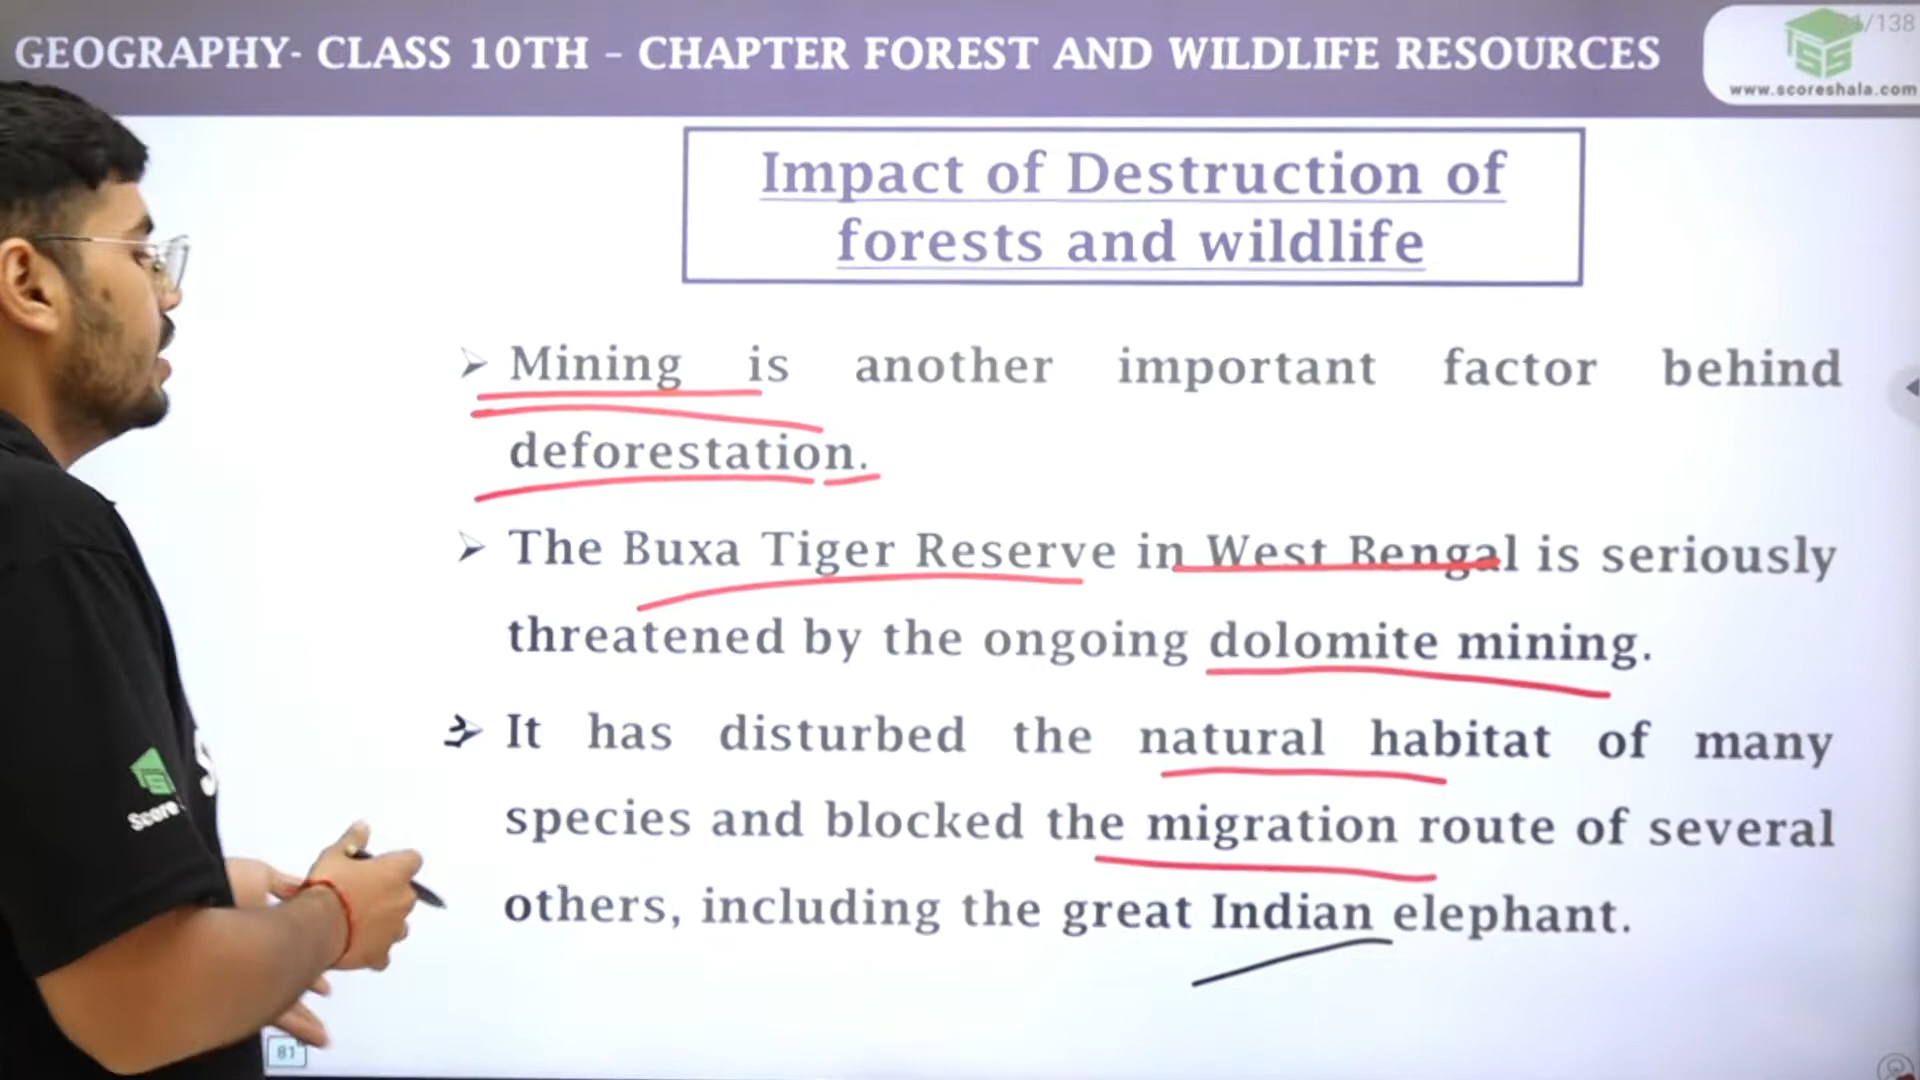 GEOGRAPHY- CLASS 10TH – CHAPTER FOREST AND WILDLIFE RESOURCES
/138
www.scoreshala.com
Impact of Destruction of
forests and wildlife
➢ Mining is another important factor behind
deforestation.
➢ The Buxa Tiger Reserve in West Bengal is seriously
threatened by the ongoing dolomite mining.
➢ It has disturbed the natural habitat of many
species and blocked the migration route of several
others, including the great Indian elephant.
Score
81